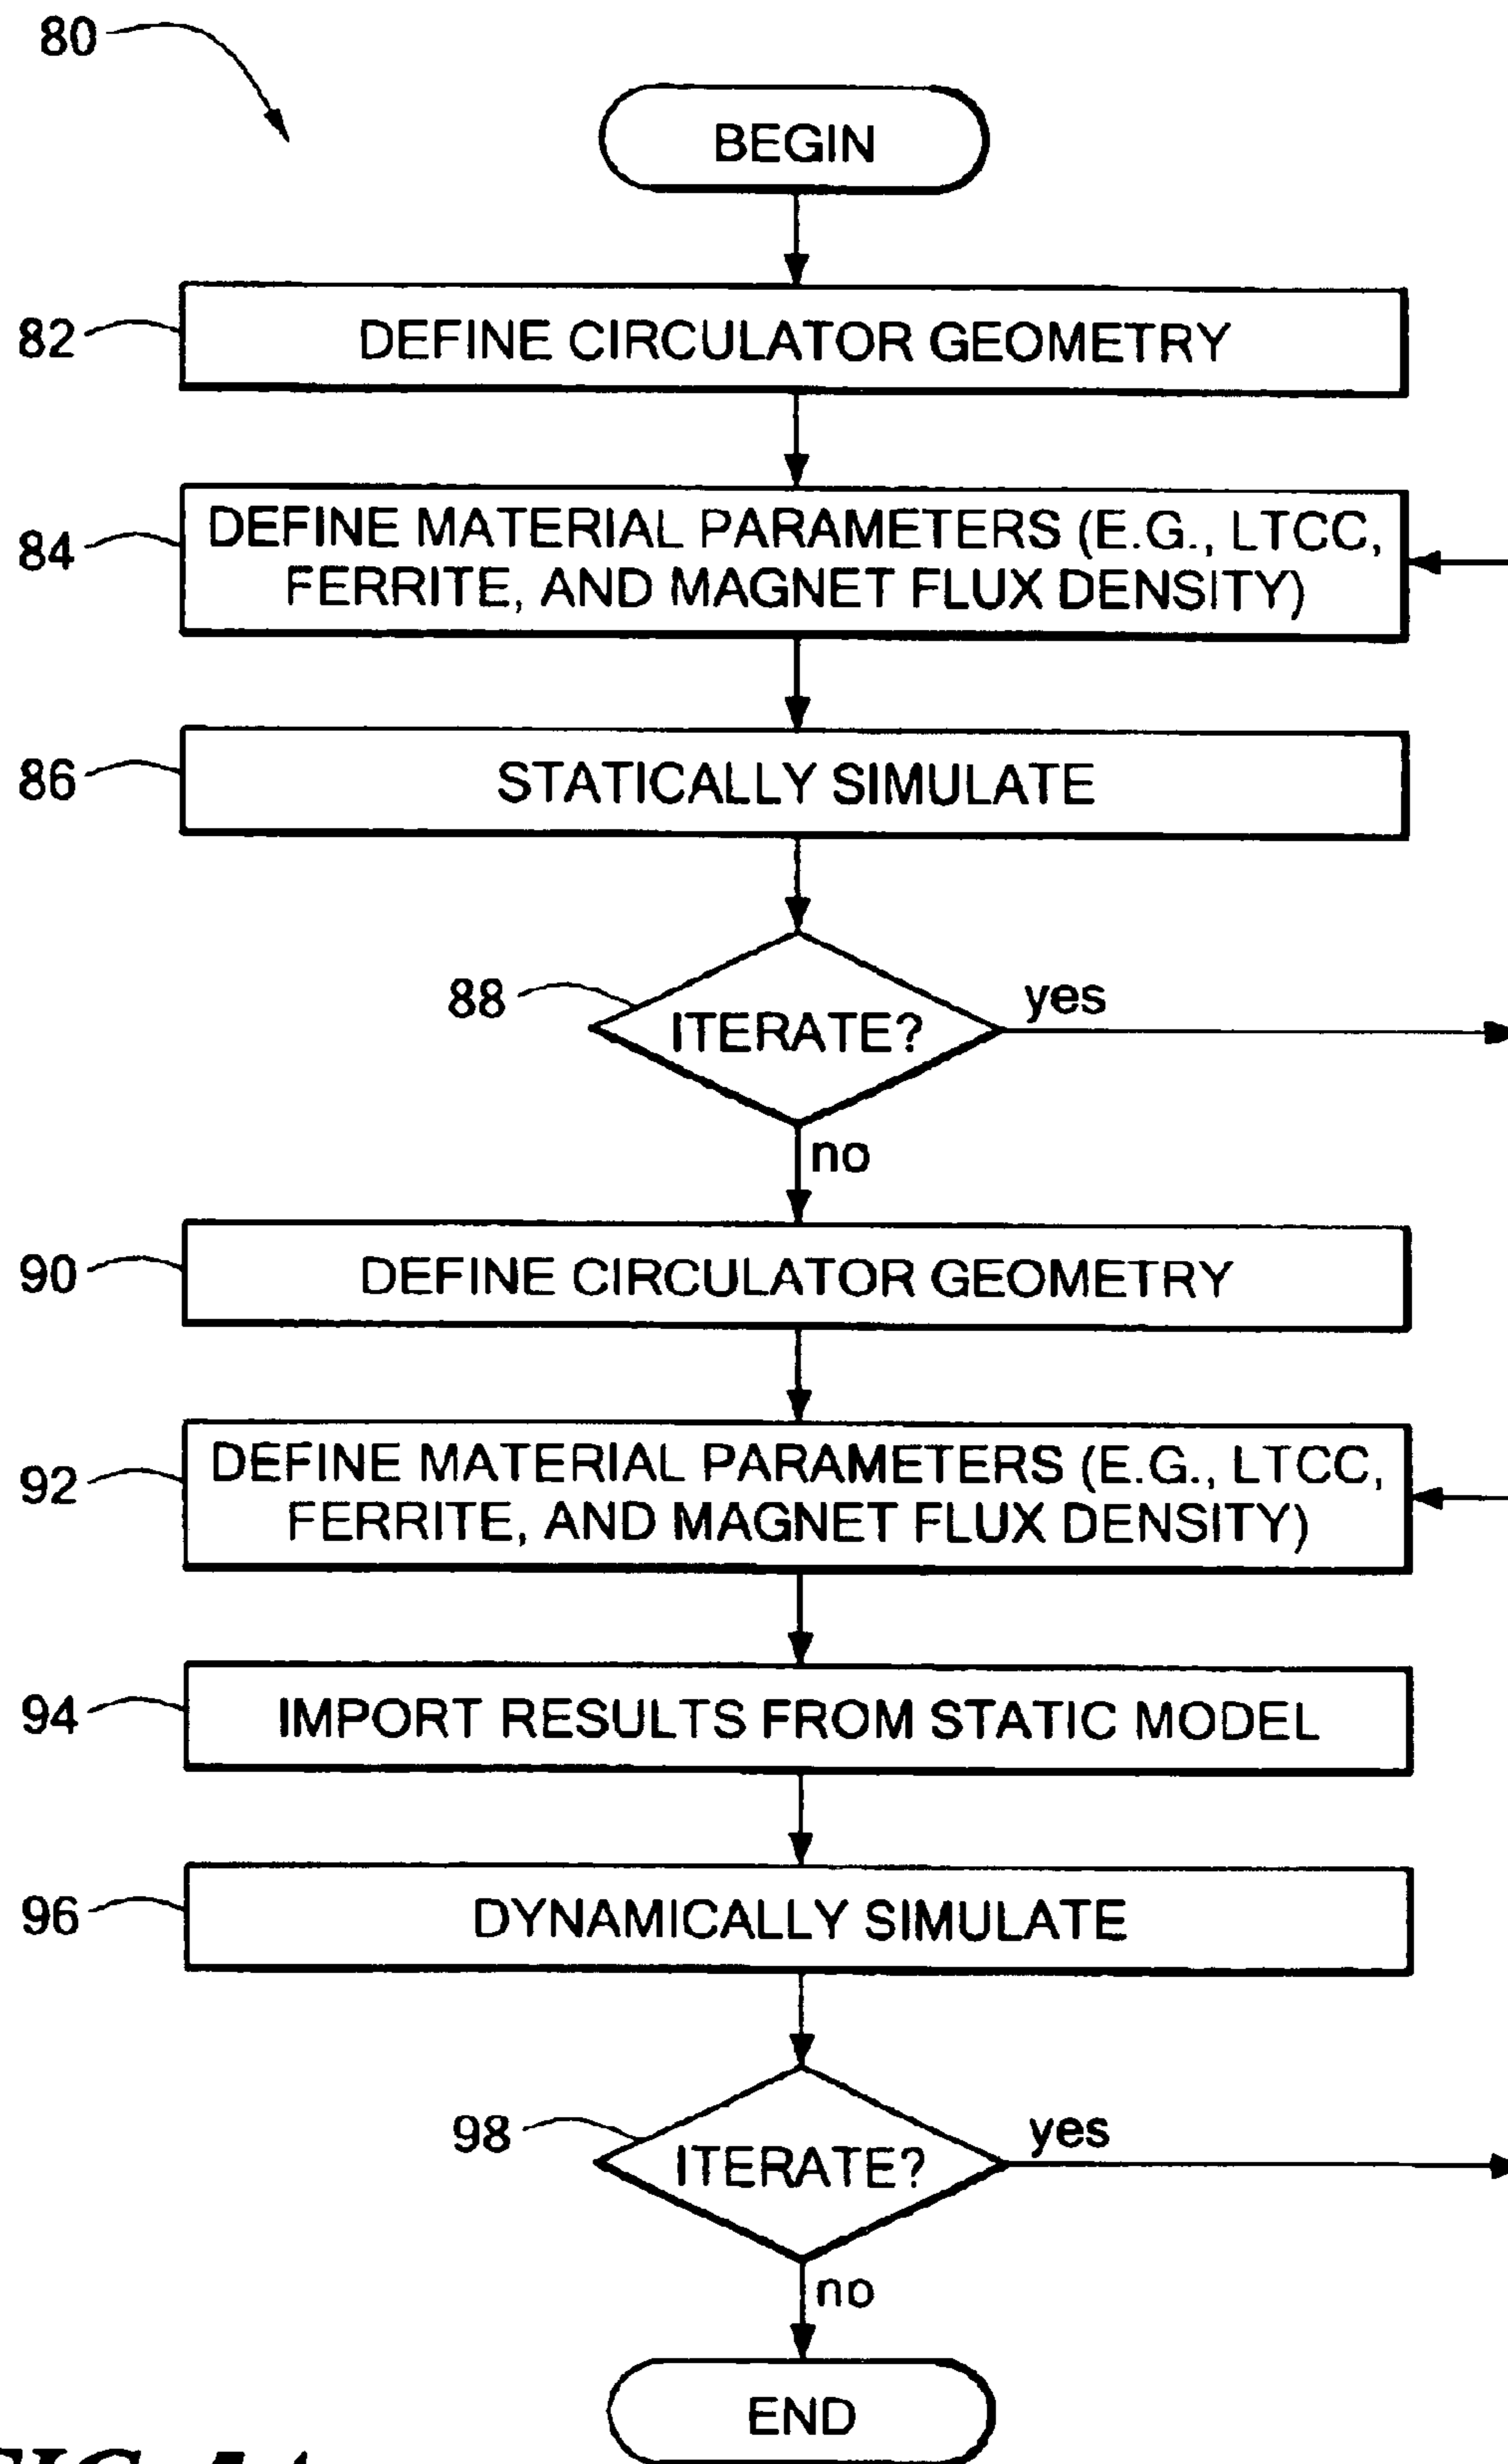 80
BEGIN
82
DEFINE CIRCULATOR GEOMETRY
84
DEFINE MATERIAL PARAMETERS (E.G., LTCC,
FERRITE, AND MAGNET FLUX DENSITY)
86
STATICALLY SIMULATE
88
ITERATE?
yes
no
90
DEFINE CIRCULATOR GEOMETRY
92
DEFINE MATERIAL PARAMETERS (E.G., LTCC,
FERRITE, AND MAGNET FLUX DENSITY)
94
IMPORT RESULTS FROM STATIC MODEL
96
DYNAMICALLY SIMULATE
98
ITERATE?
yes
no
END